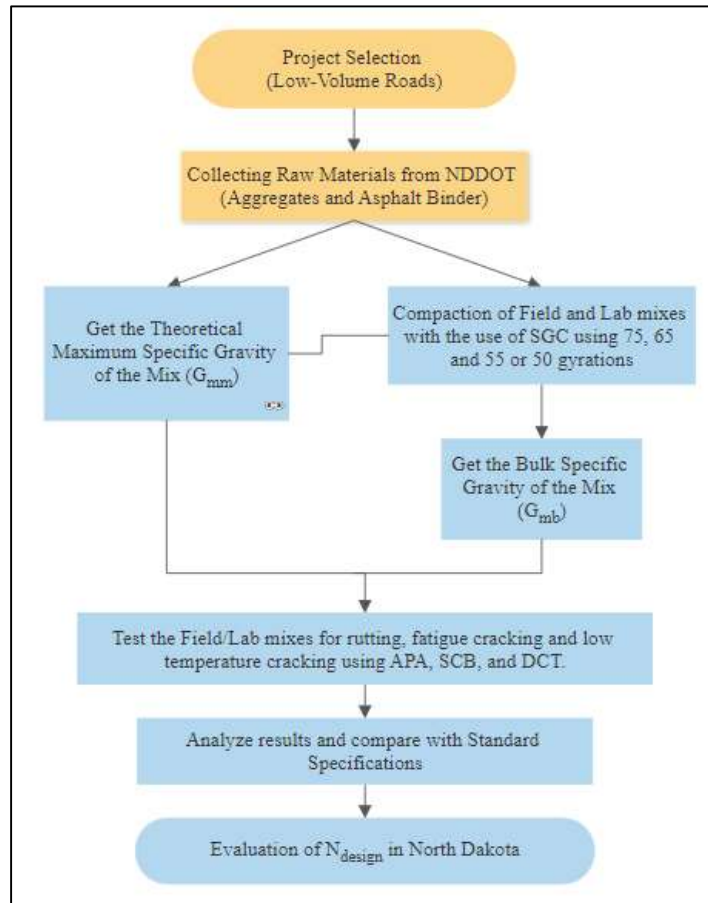 Project Selection
(Low-Volume Roads)
Collecting Raw Materials from NDDOT
(Aggregates and Asphalt Binder)
Get the Theoretical
Maximum Specific Gravity
of the Mix (Gmm)
Compaction of Field and Lab mixes
with the use of SGC using 75, 65
and 55 or 50 gyrations
Get the Bulk Specific
Gravity of the Mix
(Gmb)
Test the Field/Lab mixes for rutting, fatigue cracking and low
temperature cracking using APA, SCB, and DCT.
Analyze results and compare with Standard
Specifications
Evaluation of Ndesign in North Dakota